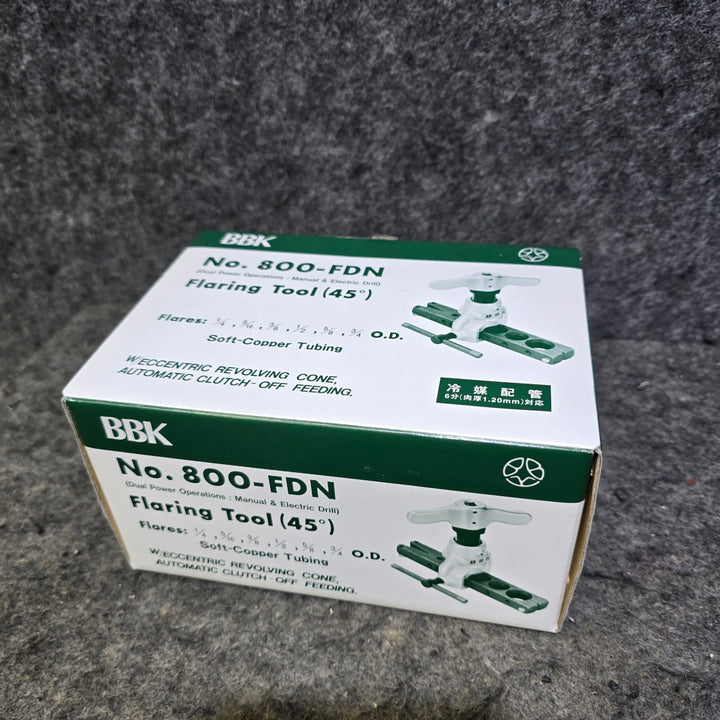 BBK
No. 800-FDN
(Dual Power Operations : Manual & Electric Drill)
Flaring Tool (45°)
Flares: 1/4 , 5/16 , 3/8 , 1/2 , 5/8 , 3/4 O.D.
Soft-Copper Tubing
W/ECCENTRIC REVOLVING CONE,
AUTOMATIC CLUTCH-OFF FEEDING.
冷媒配管
6分(肉厚1.20mm)対応
BBK
No. 800-FDN
(Dual Power Operations : Manual & Electric Drill)
Flaring Tool (45°)
Flares: 1/4 , 5/16 , 3/8 , 1/2 , 5/8 , 3/4 O.D.
Soft-Copper Tubing
W/ECCENTRIC REVOLVING CONE,
AUTOMATIC CLUTCH-OFF FEEDING.